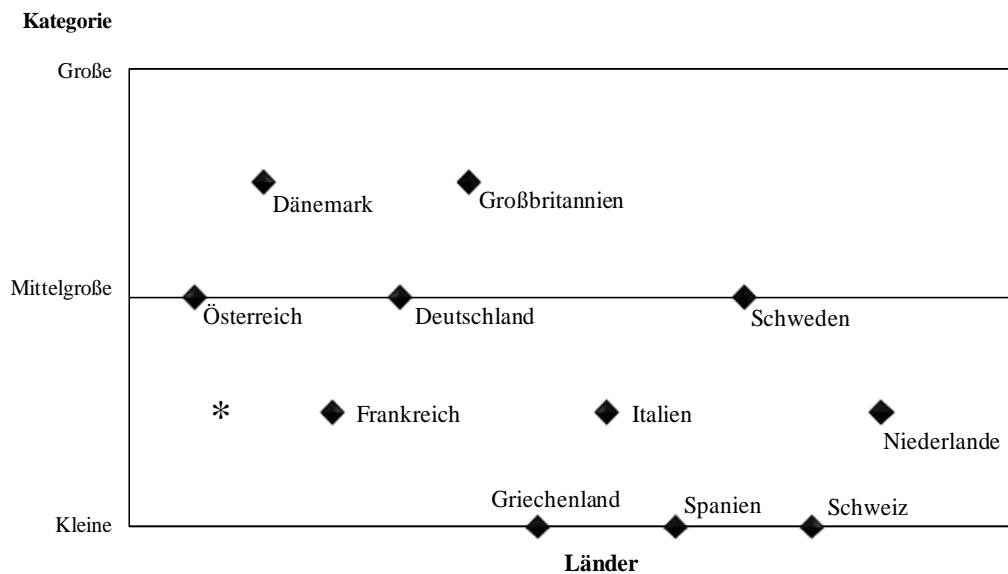 Kategorie
Große
Dänemark
Großbritannien
Mittelgroße
Österreich
Deutschland
Schweden
*
Frankreich
Italien
Niederlande
Griechenland
Spanien
Schweiz
Kleine
Länder